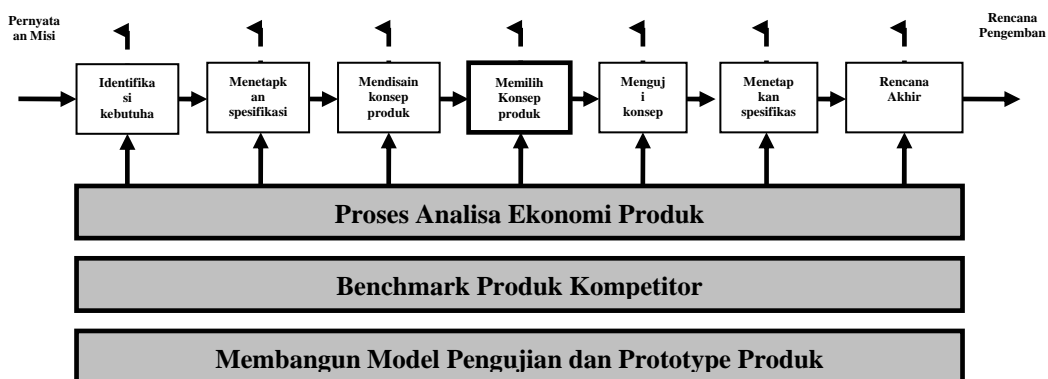 Pernyata
an Misi
Rencana
Pengemban
Identifika
si
kebutuha
Menetapk
an
spesifikasi
Mendisain
konsep
produk
Memilih
Konsep
produk
Menguj
i
konsep
Menetap
kan
spesifikas
Rencana
Akhir
Proses Analisa Ekonomi Produk
Benchmark Produk Kompetitor
Membangun Model Pengujian dan Prototype Produk